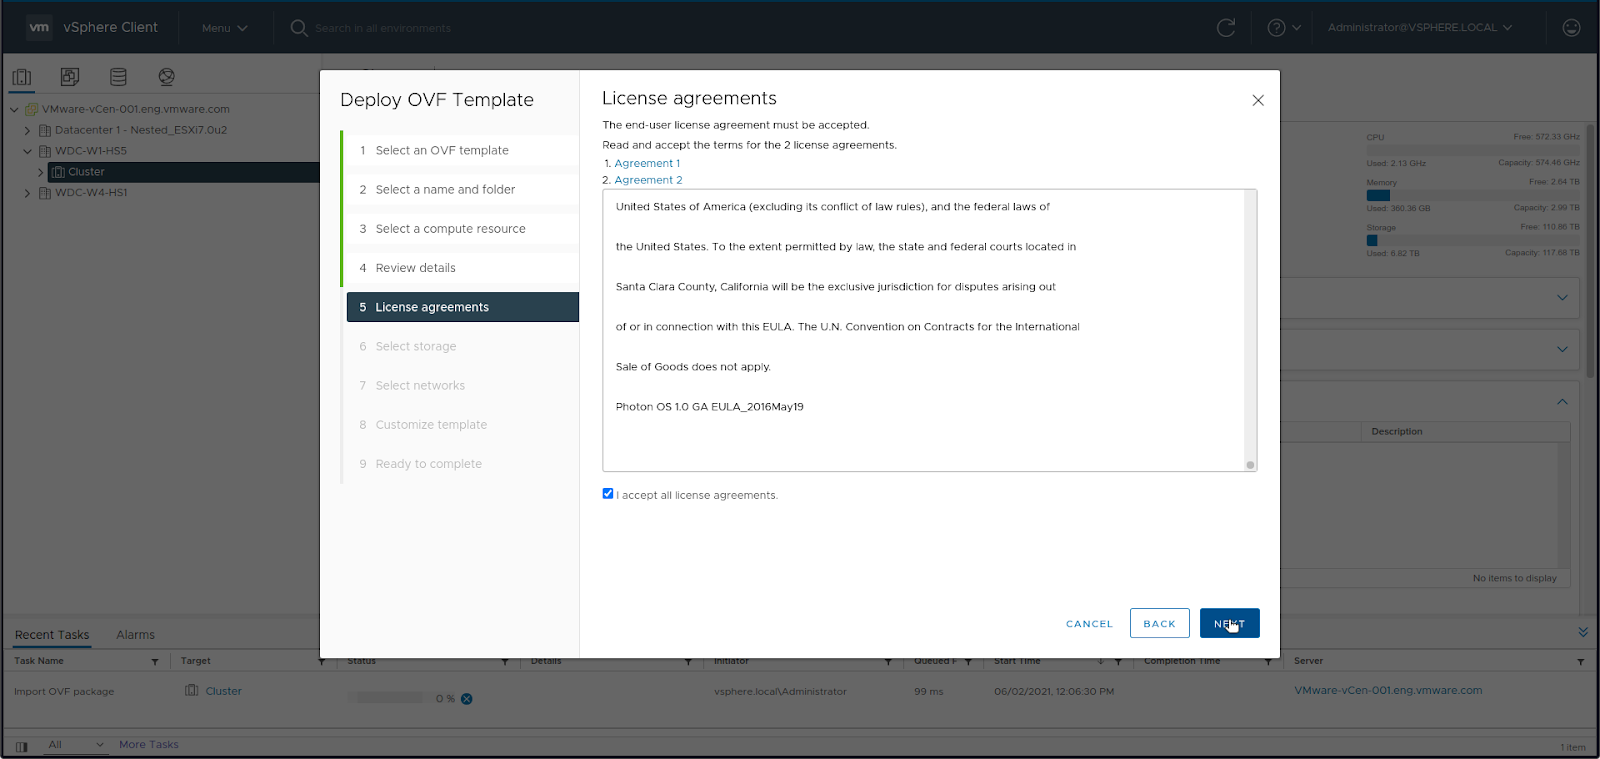 vm vSphere Client Menu Search in all environments Administrator@VSPHERE.LOCAL
VMware-vCen-001.eng.vmware.com
Datacenter 1 - Nested_ESXi7.0u2
WDC-W1-HS5
Cluster
WDC-W4-HS1
Deploy OVF Template
1 Select an OVF template
2 Select a name and folder
3 Select a compute resource
4 Review details
5 License agreements
6 Select storage
7 Select networks
8 Customize template
9 Ready to complete
License agreements
The end-user license agreement must be accepted.
Read and accept the terms for the 2 license agreements.
1. Agreement 1
2. Agreement 2
United States of America (excluding its conflict of law rules), and the federal laws of
the United States. To the extent permitted by law, the state and federal courts located in
Santa Clara County, California will be the exclusive jurisdiction for disputes arising out
of or in connection with this EULA. The U.N. Convention on Contracts for the International
Sale of Goods does not apply.
Photon OS 1.0 GA EULA_2016May19
I accept all license agreements.
CANCEL BACK NEXT
CPU Free: 572.33 GHz
Used: 2.13 GHz Capacity: 574.46 GHz
Memory Free: 2.64 TB
Used: 360.36 GB Capacity: 2.99 TB
Storage Free: 110.86 TB
Used: 6.82 TB Capacity: 117.68 TB
Description
No items to display
Recent Tasks Alarms
Task Name Target Status Details Initiator Queued F Start Time Completion Time Server
Import OVF package Cluster 0 % vsphere.local\Administrator 99 ms 06/02/2021, 12:06:30 PM VMware-vCen-001.eng.vmware.com
All More Tasks 1 item